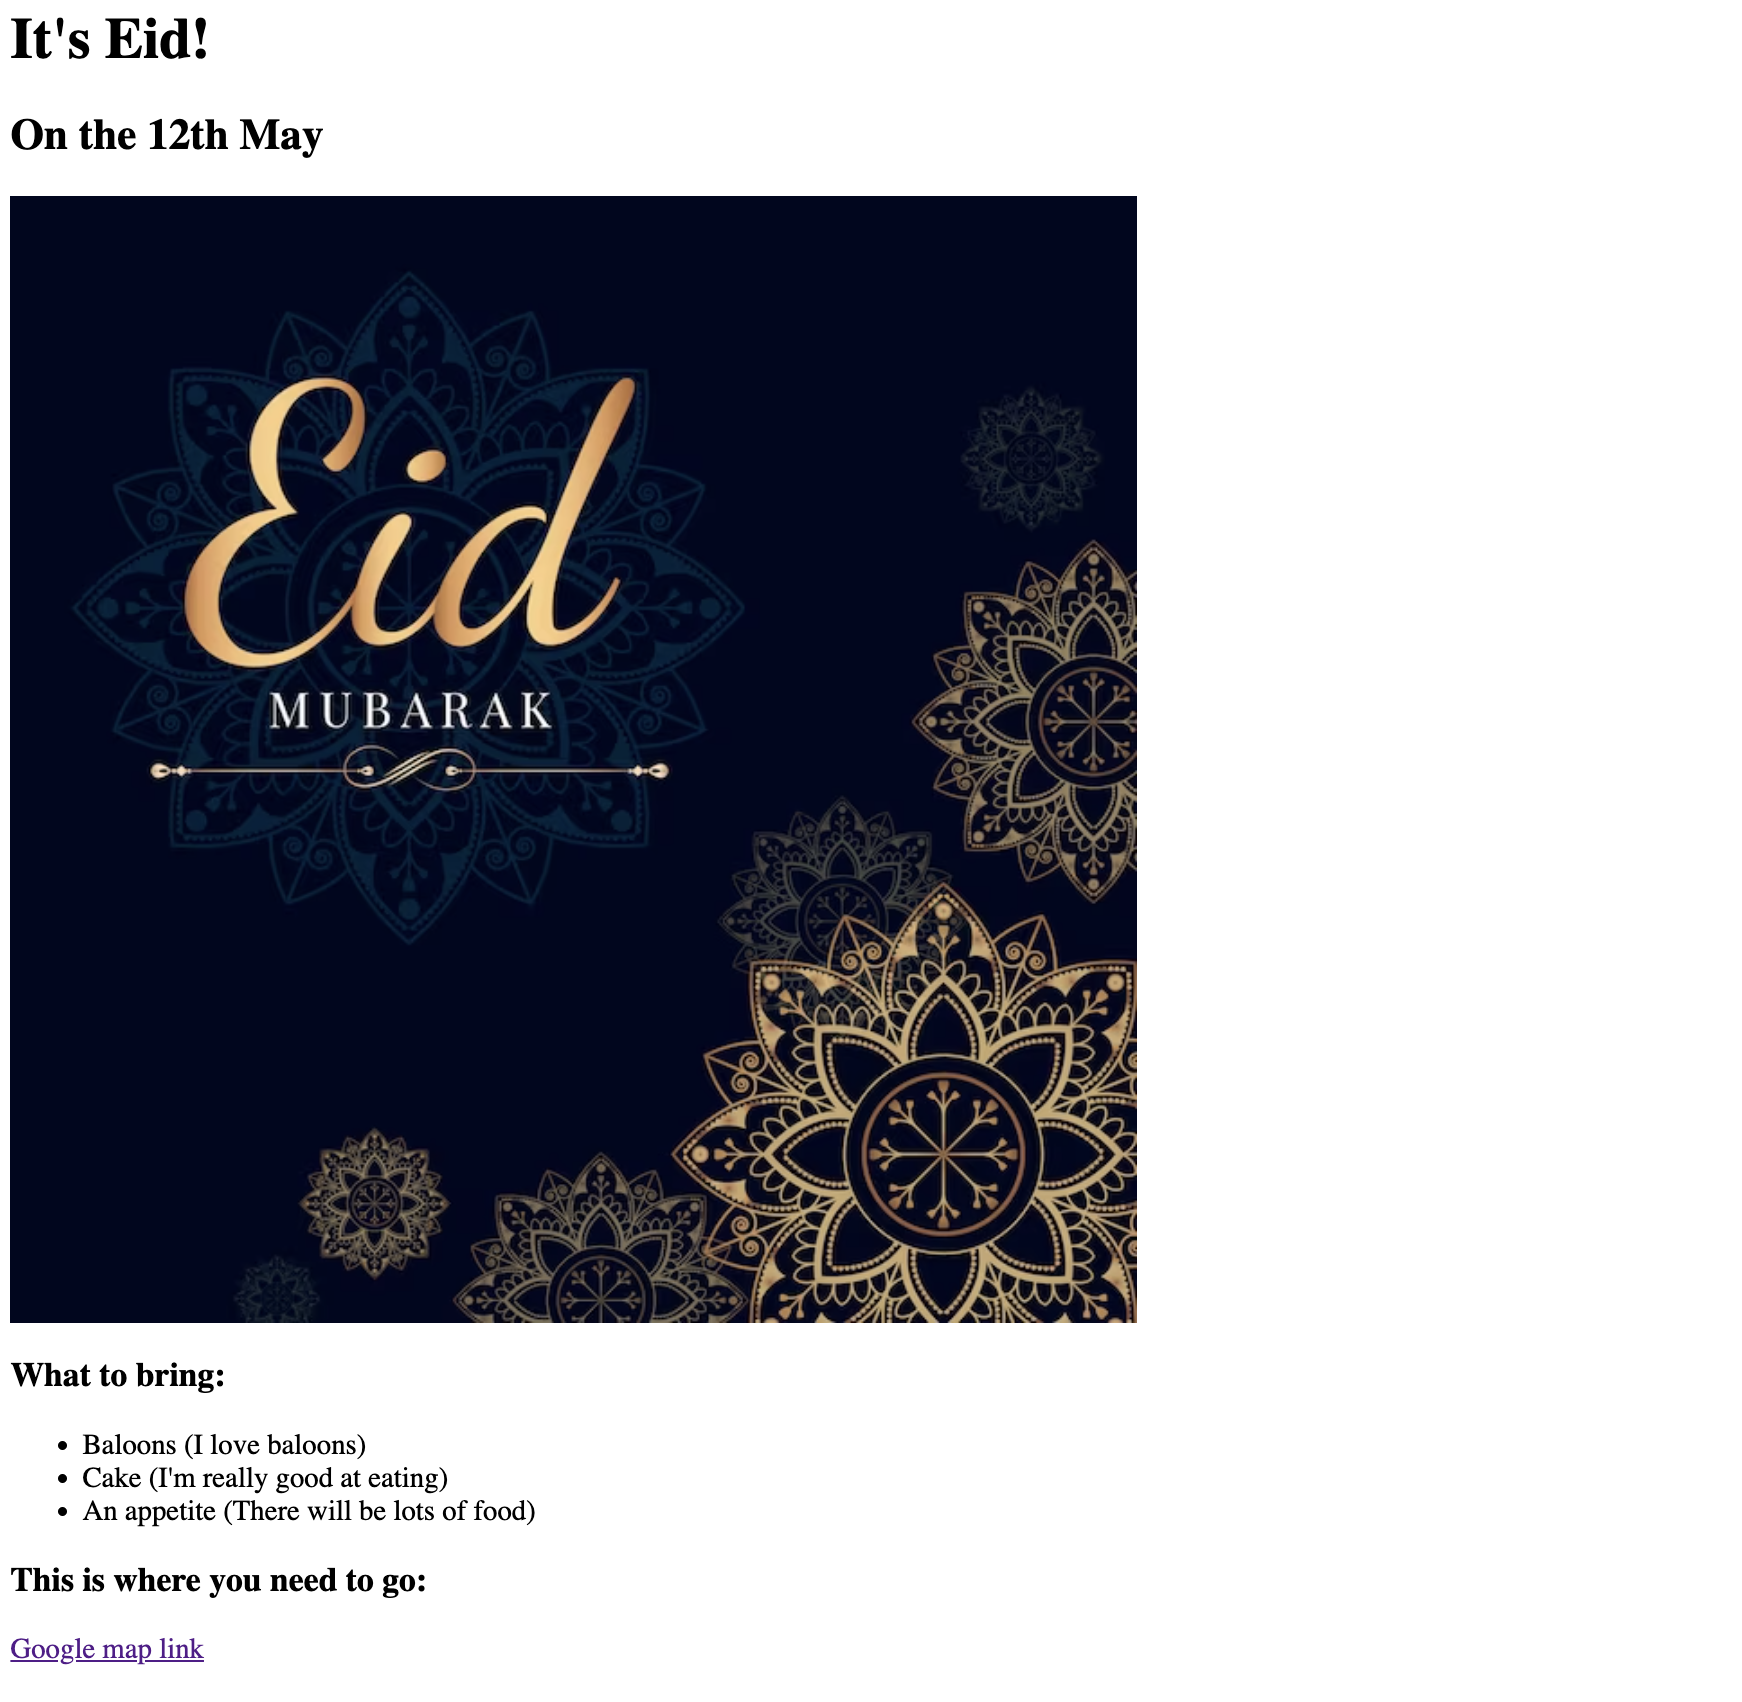 It's Eid!
On the 12th May
Eid
MUBARAK
What to bring:
• Baloons (I love baloons)
• Cake (I'm really good at eating)
• An appetite (There will be lots of food)
This is where you need to go:
Google map link